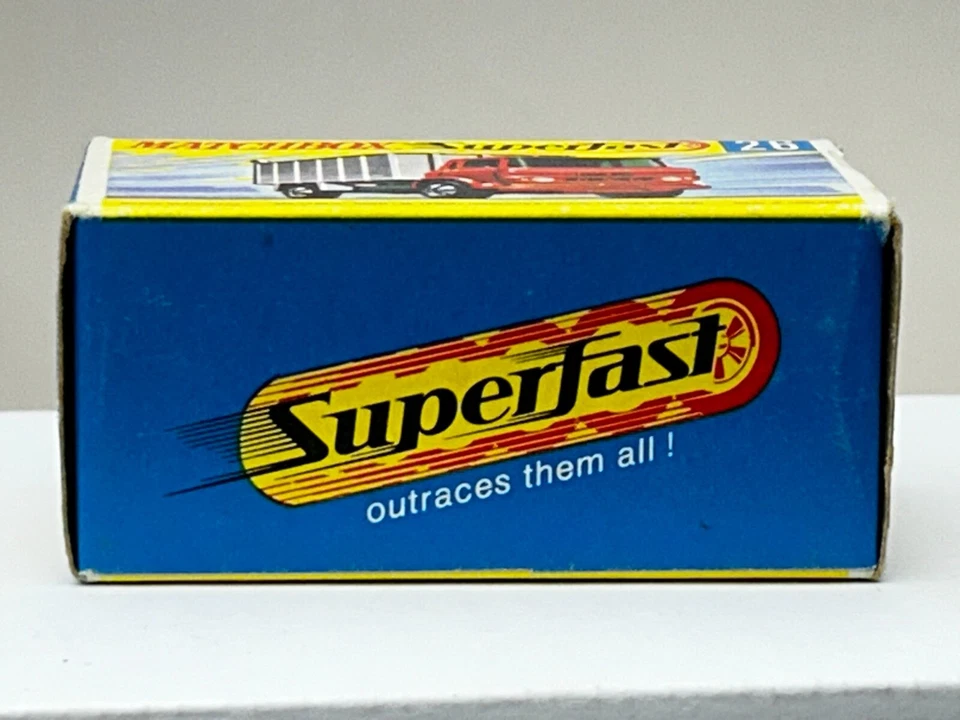 MATCHBOX Superfast 26
Superfast
outraces them all !